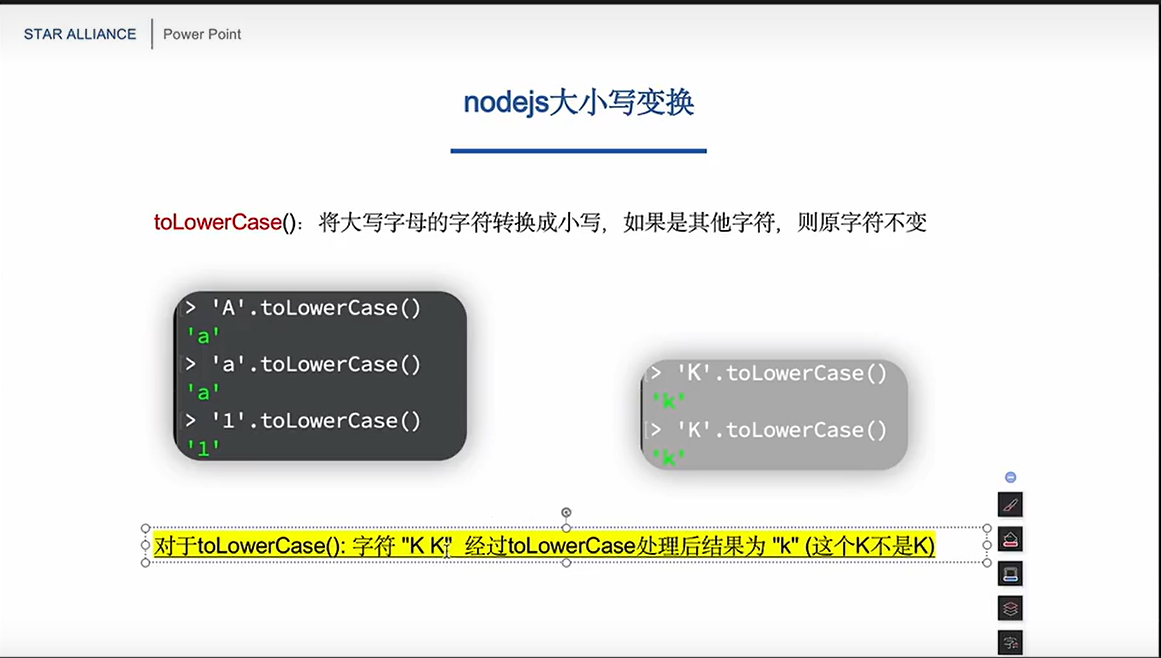 STAR ALLIANCE
Power Point
nodejs大小写变换
toLowerCase()：将大写字母的字符转换成小写，如果是其他字符，则原字符不变
> 'A'.toLowerCase()
'a'
> 'a'.toLowerCase()
'a'
> '1'.toLowerCase()
'1'
> 'K'.toLowerCase()
'k'
> 'K'.toLowerCase()
'k'
对于toLowerCase(): 字符 "K K" 经过toLowerCase处理后结果为 "k" (这个K不是K)